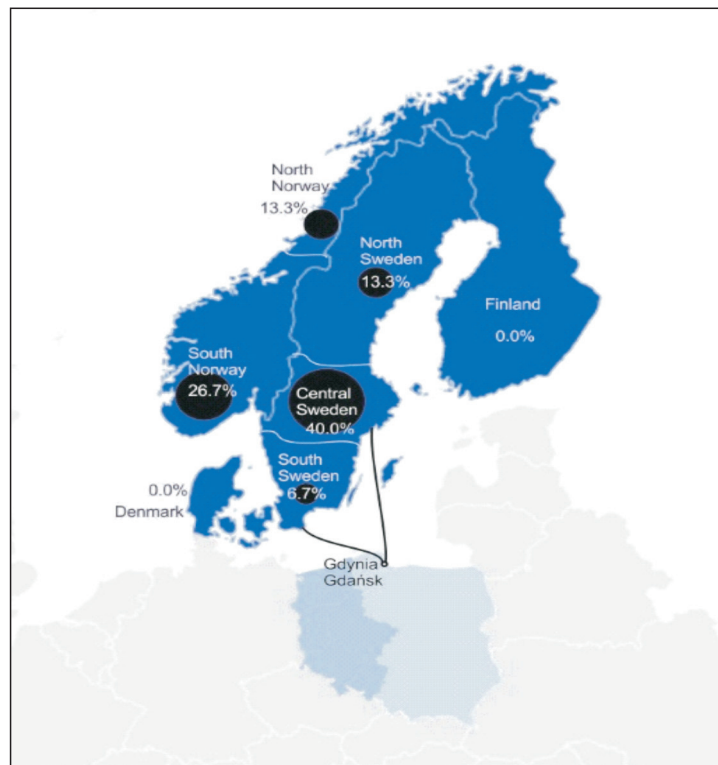 North
Norway
13.3%
North
Sweden
13.3%
Finland
0.0%
South
Norway
26.7%
Central
Sweden
40.0%
South
Sweden
6.7%
0.0%
Denmark
Gdynia
Gdańsk